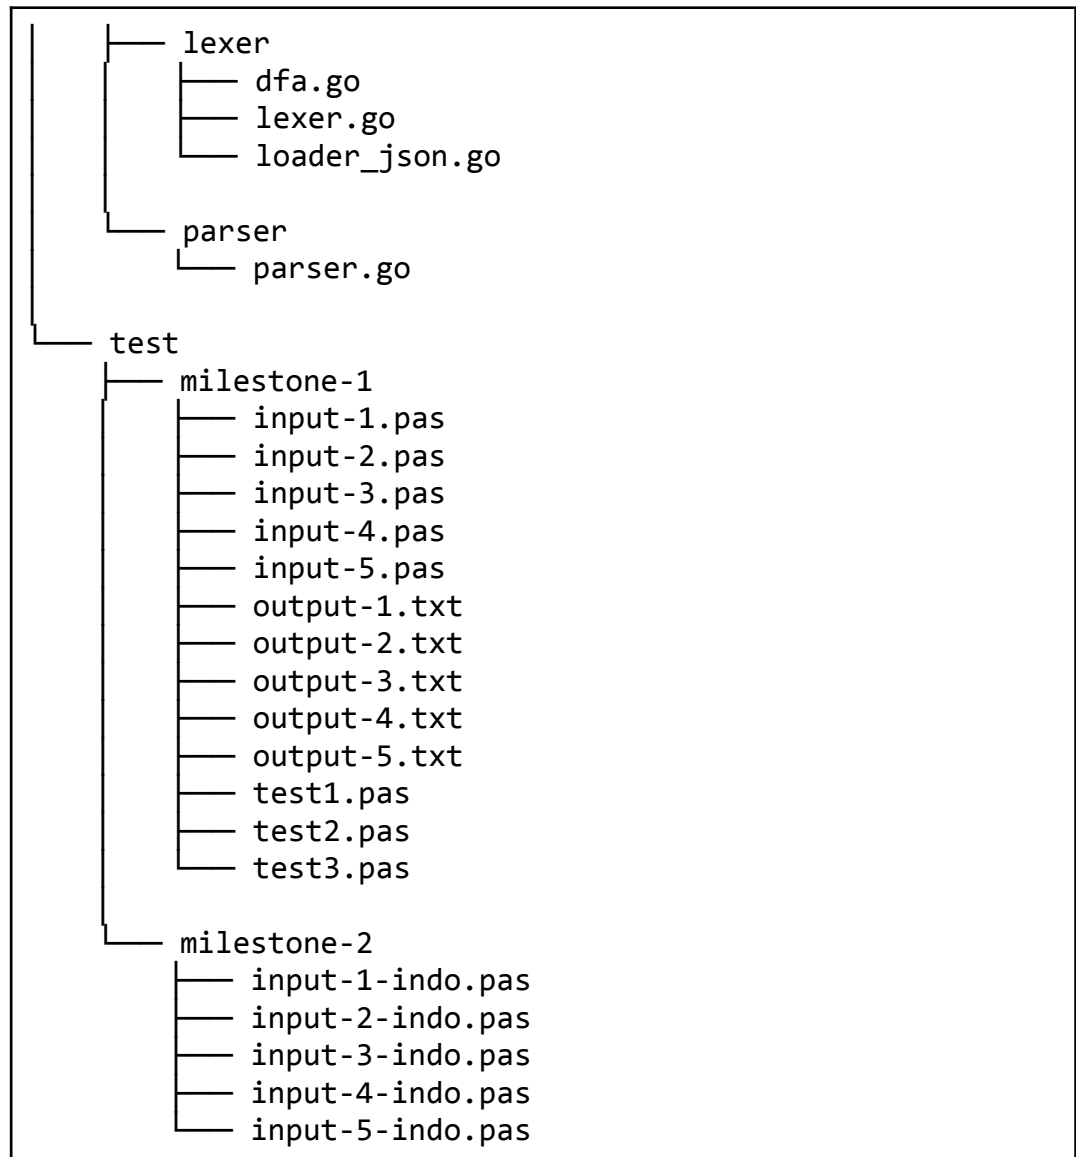 │   ├── lexer
│   │   ├── dfa.go
│   │   ├── lexer.go
│   │   └── loader_json.go
│   │
│   └── parser
│       └── parser.go
│
└── test
    ├── milestone-1
    │   ├── input-1.pas
    │   ├── input-2.pas
    │   ├── input-3.pas
    │   ├── input-4.pas
    │   ├── input-5.pas
    │   ├── output-1.txt
    │   ├── output-2.txt
    │   ├── output-3.txt
    │   ├── output-4.txt
    │   ├── output-5.txt
    │   ├── test1.pas
    │   ├── test2.pas
    │   └── test3.pas
    │
    └── milestone-2
        ├── input-1-indo.pas
        ├── input-2-indo.pas
        ├── input-3-indo.pas
        ├── input-4-indo.pas
        └── input-5-indo.pas